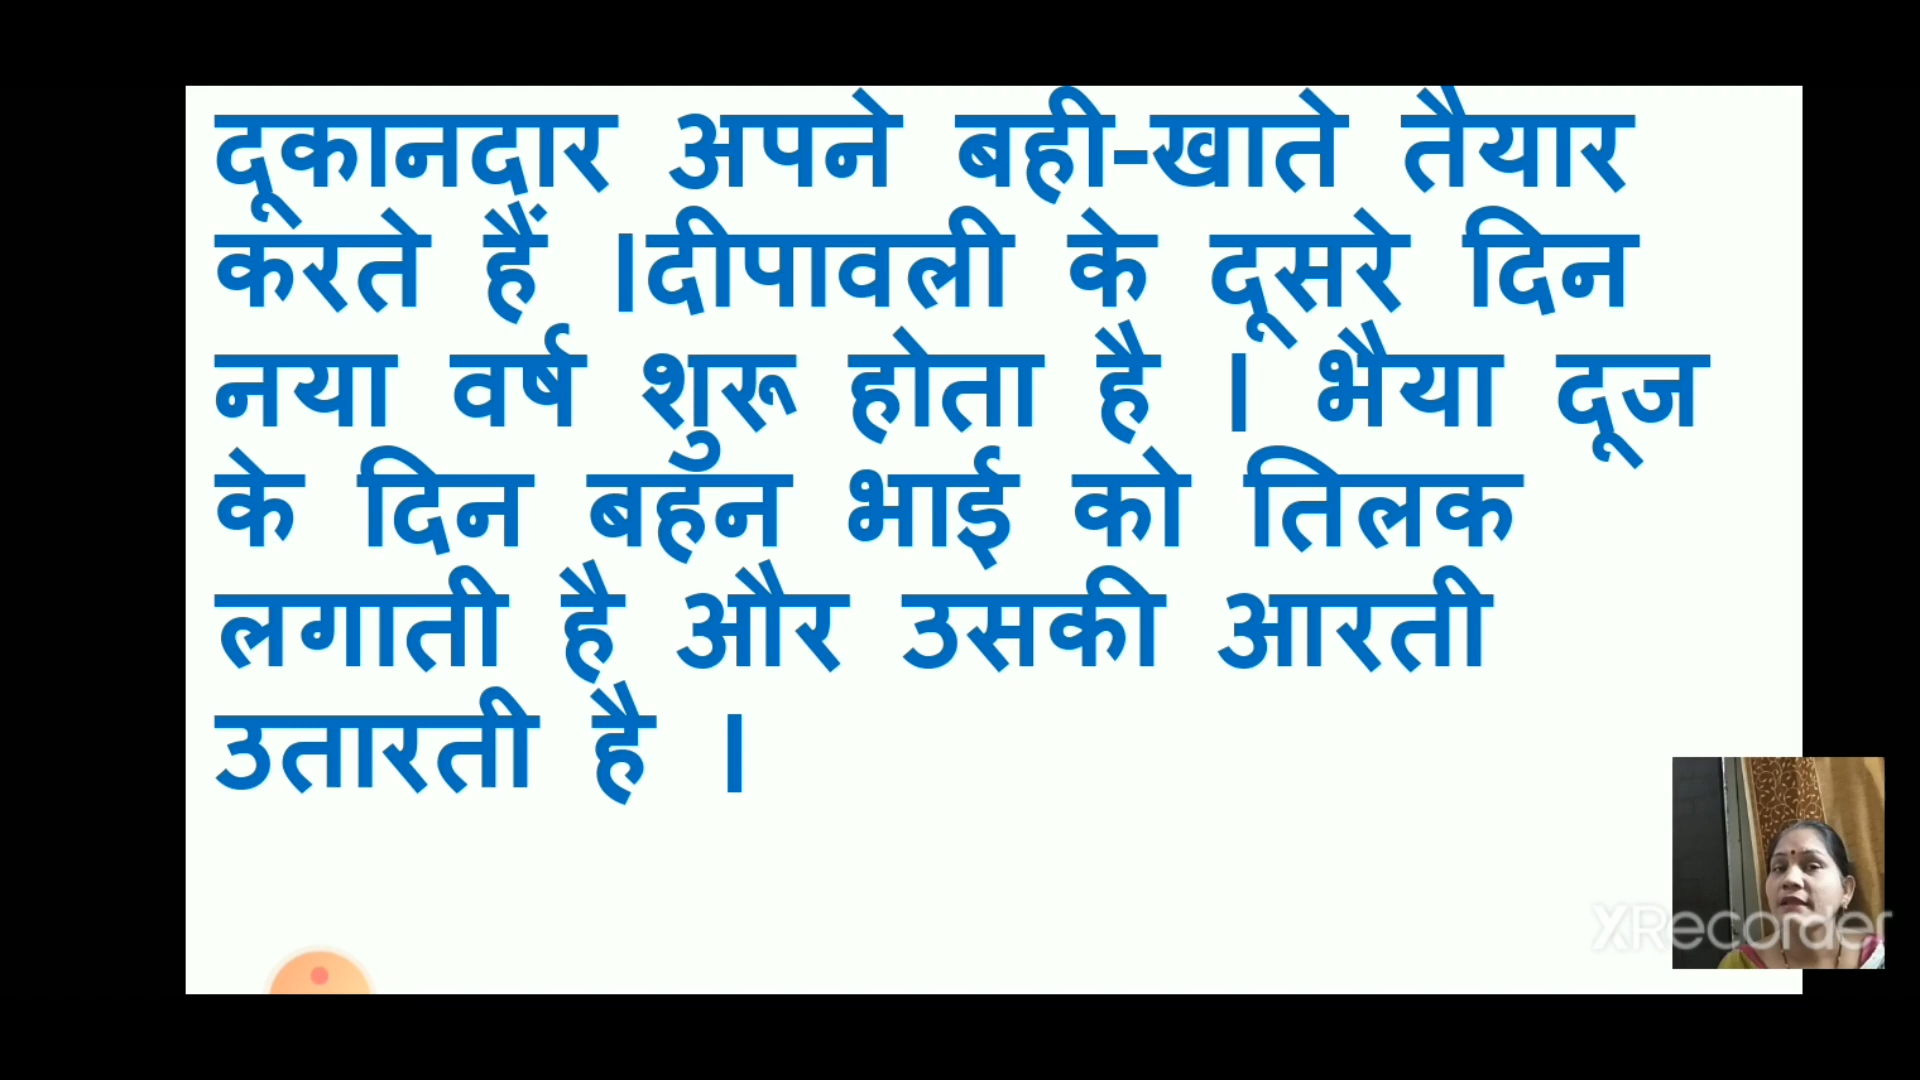 दूकानदार अपने बही-खाते तैयार
करते हैं ।दीपावली के दूसरे दिन
नया वर्ष शुरू होता है । भैया दूज
के दिन बहन भाई को तिलक
लगाती है और उसकी आरती
उतारती है ।
XRecorder